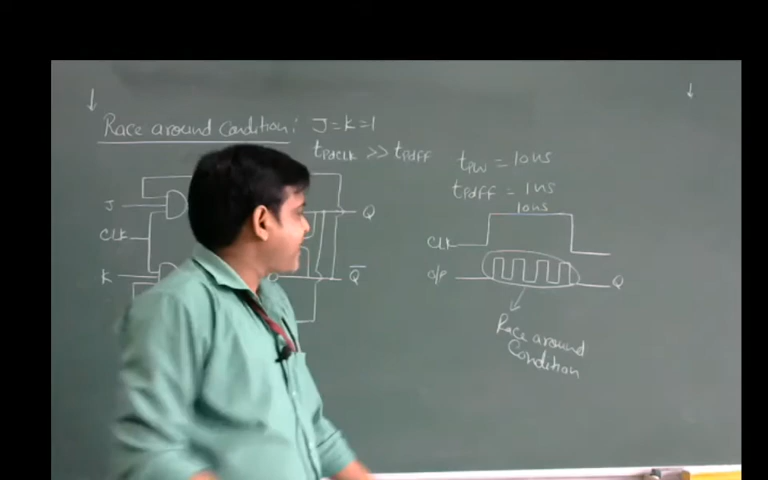 Race around Condition: J=K=1
tpdCLK >> tpdff
tpw = 10ns
tpdff = 1ns
10ns
J
Q
CLK
CLK
K
Q̅
O/P
Q
Race around
Condition